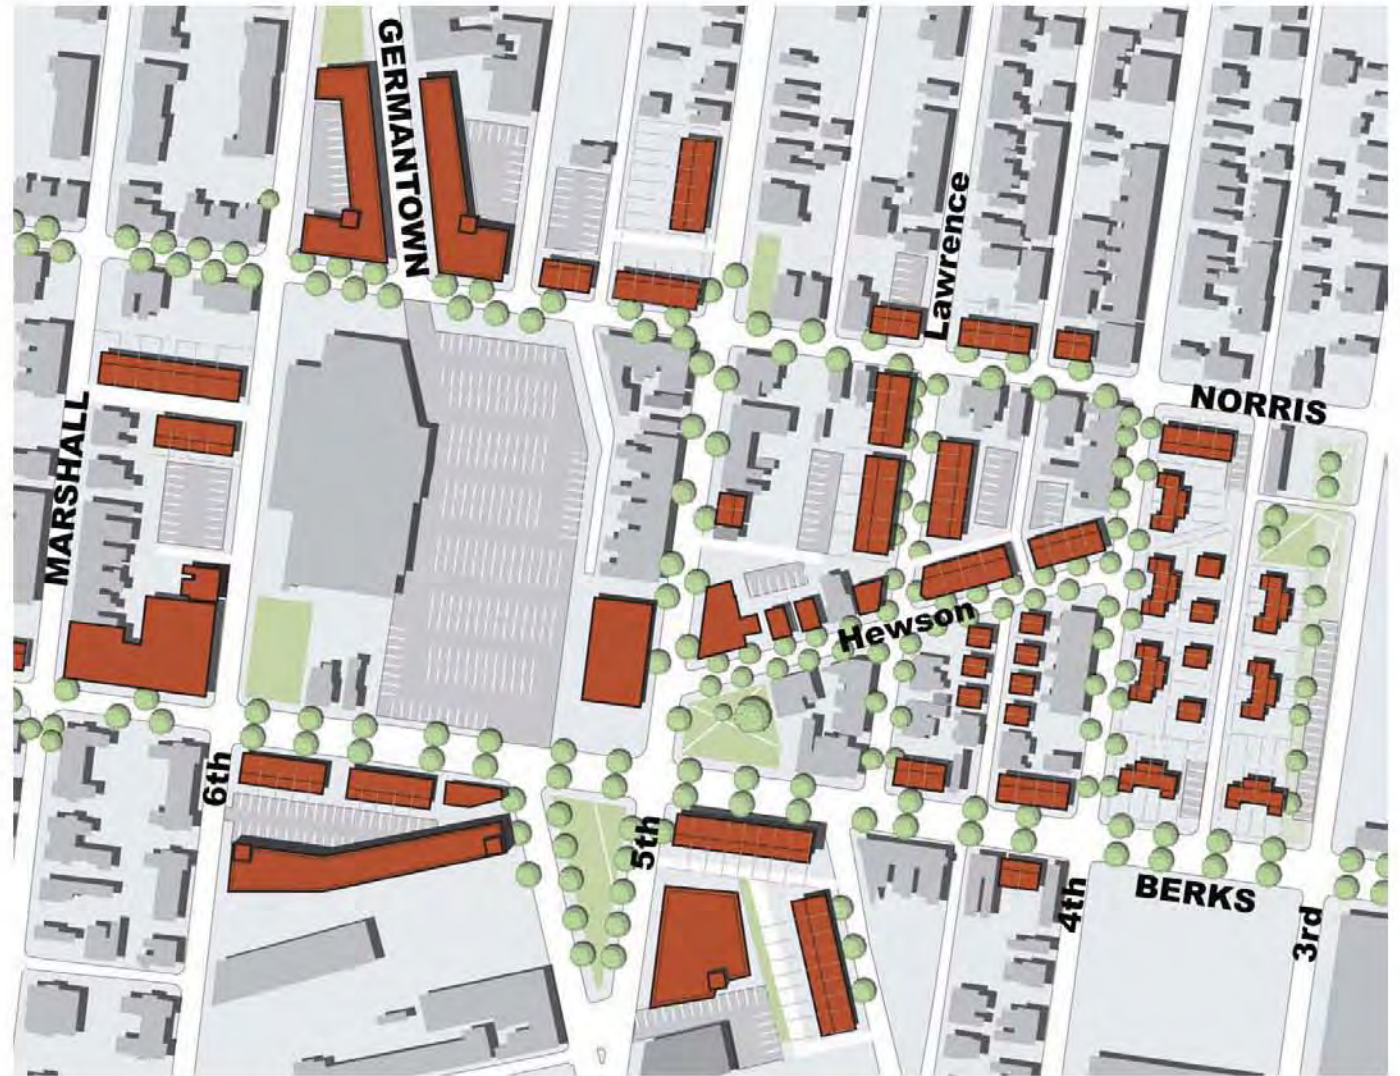 GERMANTOWN
Lawrence
NORRIS
MARSHALL
Hewson
6th
5th
4th
BERKS
3rd